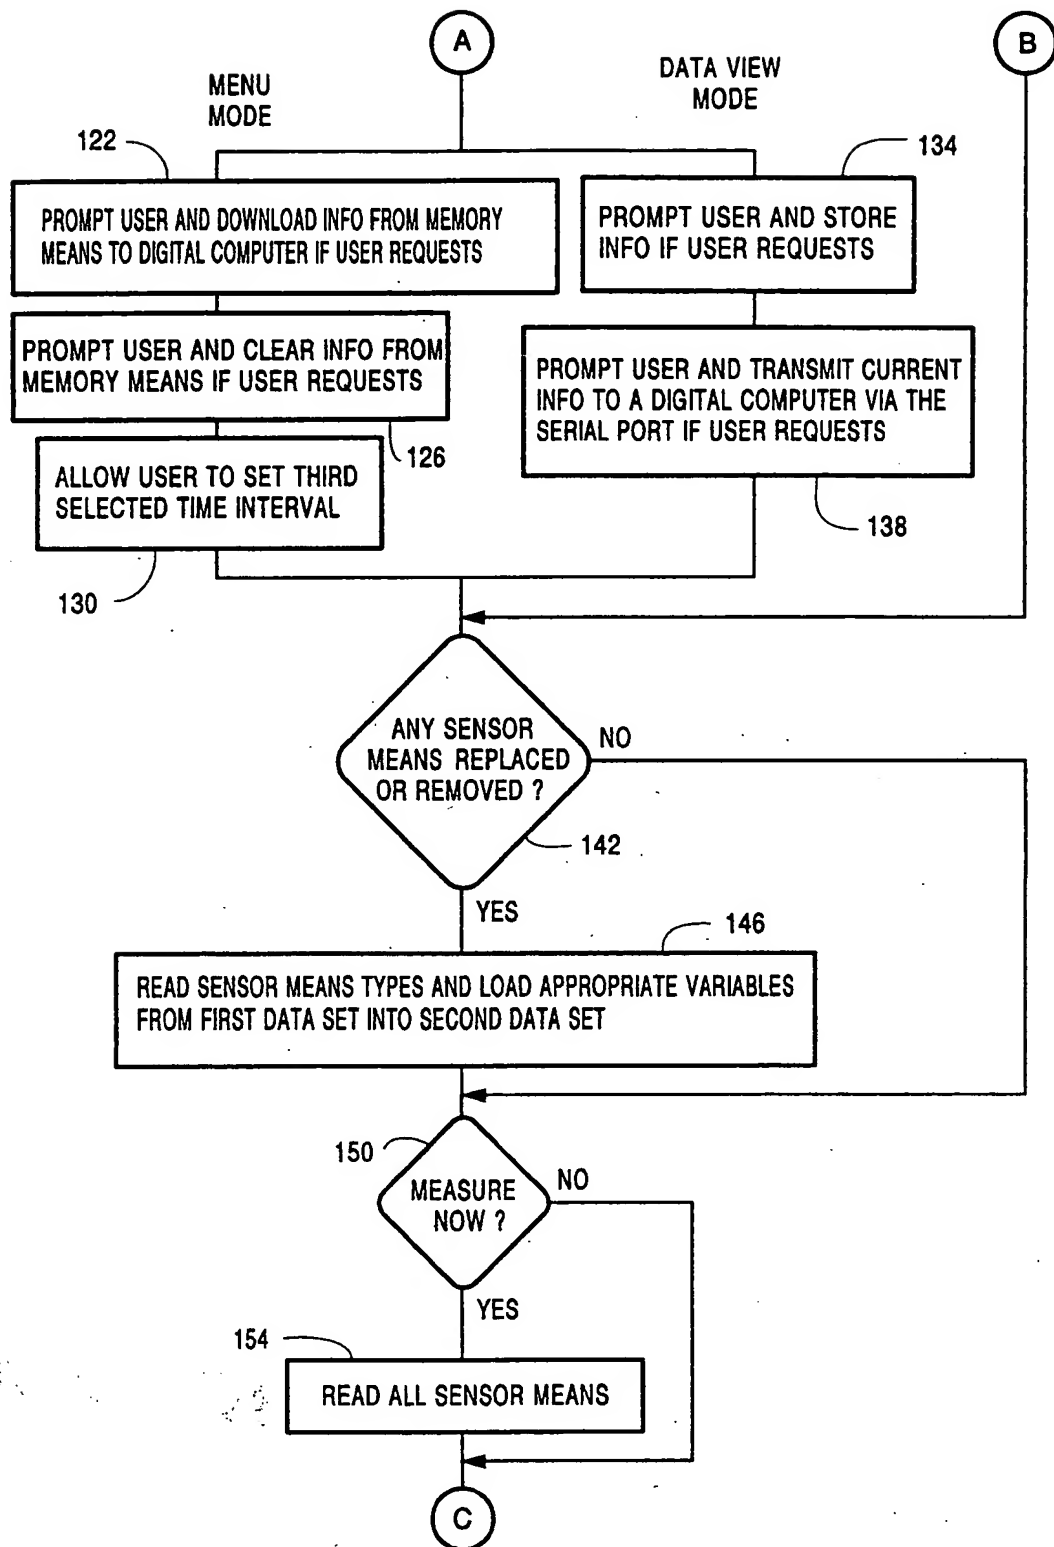 A
B
MENU
MODE
DATA VIEW
MODE
122
134
PROMPT USER AND DOWNLOAD INFO FROM MEMORY
MEANS TO DIGITAL COMPUTER IF USER REQUESTS
PROMPT USER AND STORE
INFO IF USER REQUESTS
PROMPT USER AND CLEAR INFO FROM
MEMORY MEANS IF USER REQUESTS
126
PROMPT USER AND TRANSMIT CURRENT
INFO TO A DIGITAL COMPUTER VIA THE
SERIAL PORT IF USER REQUESTS
138
ALLOW USER TO SET THIRD
SELECTED TIME INTERVAL
130
ANY SENSOR
MEANS REPLACED
OR REMOVED ?
NO
142
YES
146
READ SENSOR MEANS TYPES AND LOAD APPROPRIATE VARIABLES
FROM FIRST DATA SET INTO SECOND DATA SET
150
MEASURE
NOW ?
NO
YES
154
READ ALL SENSOR MEANS
C